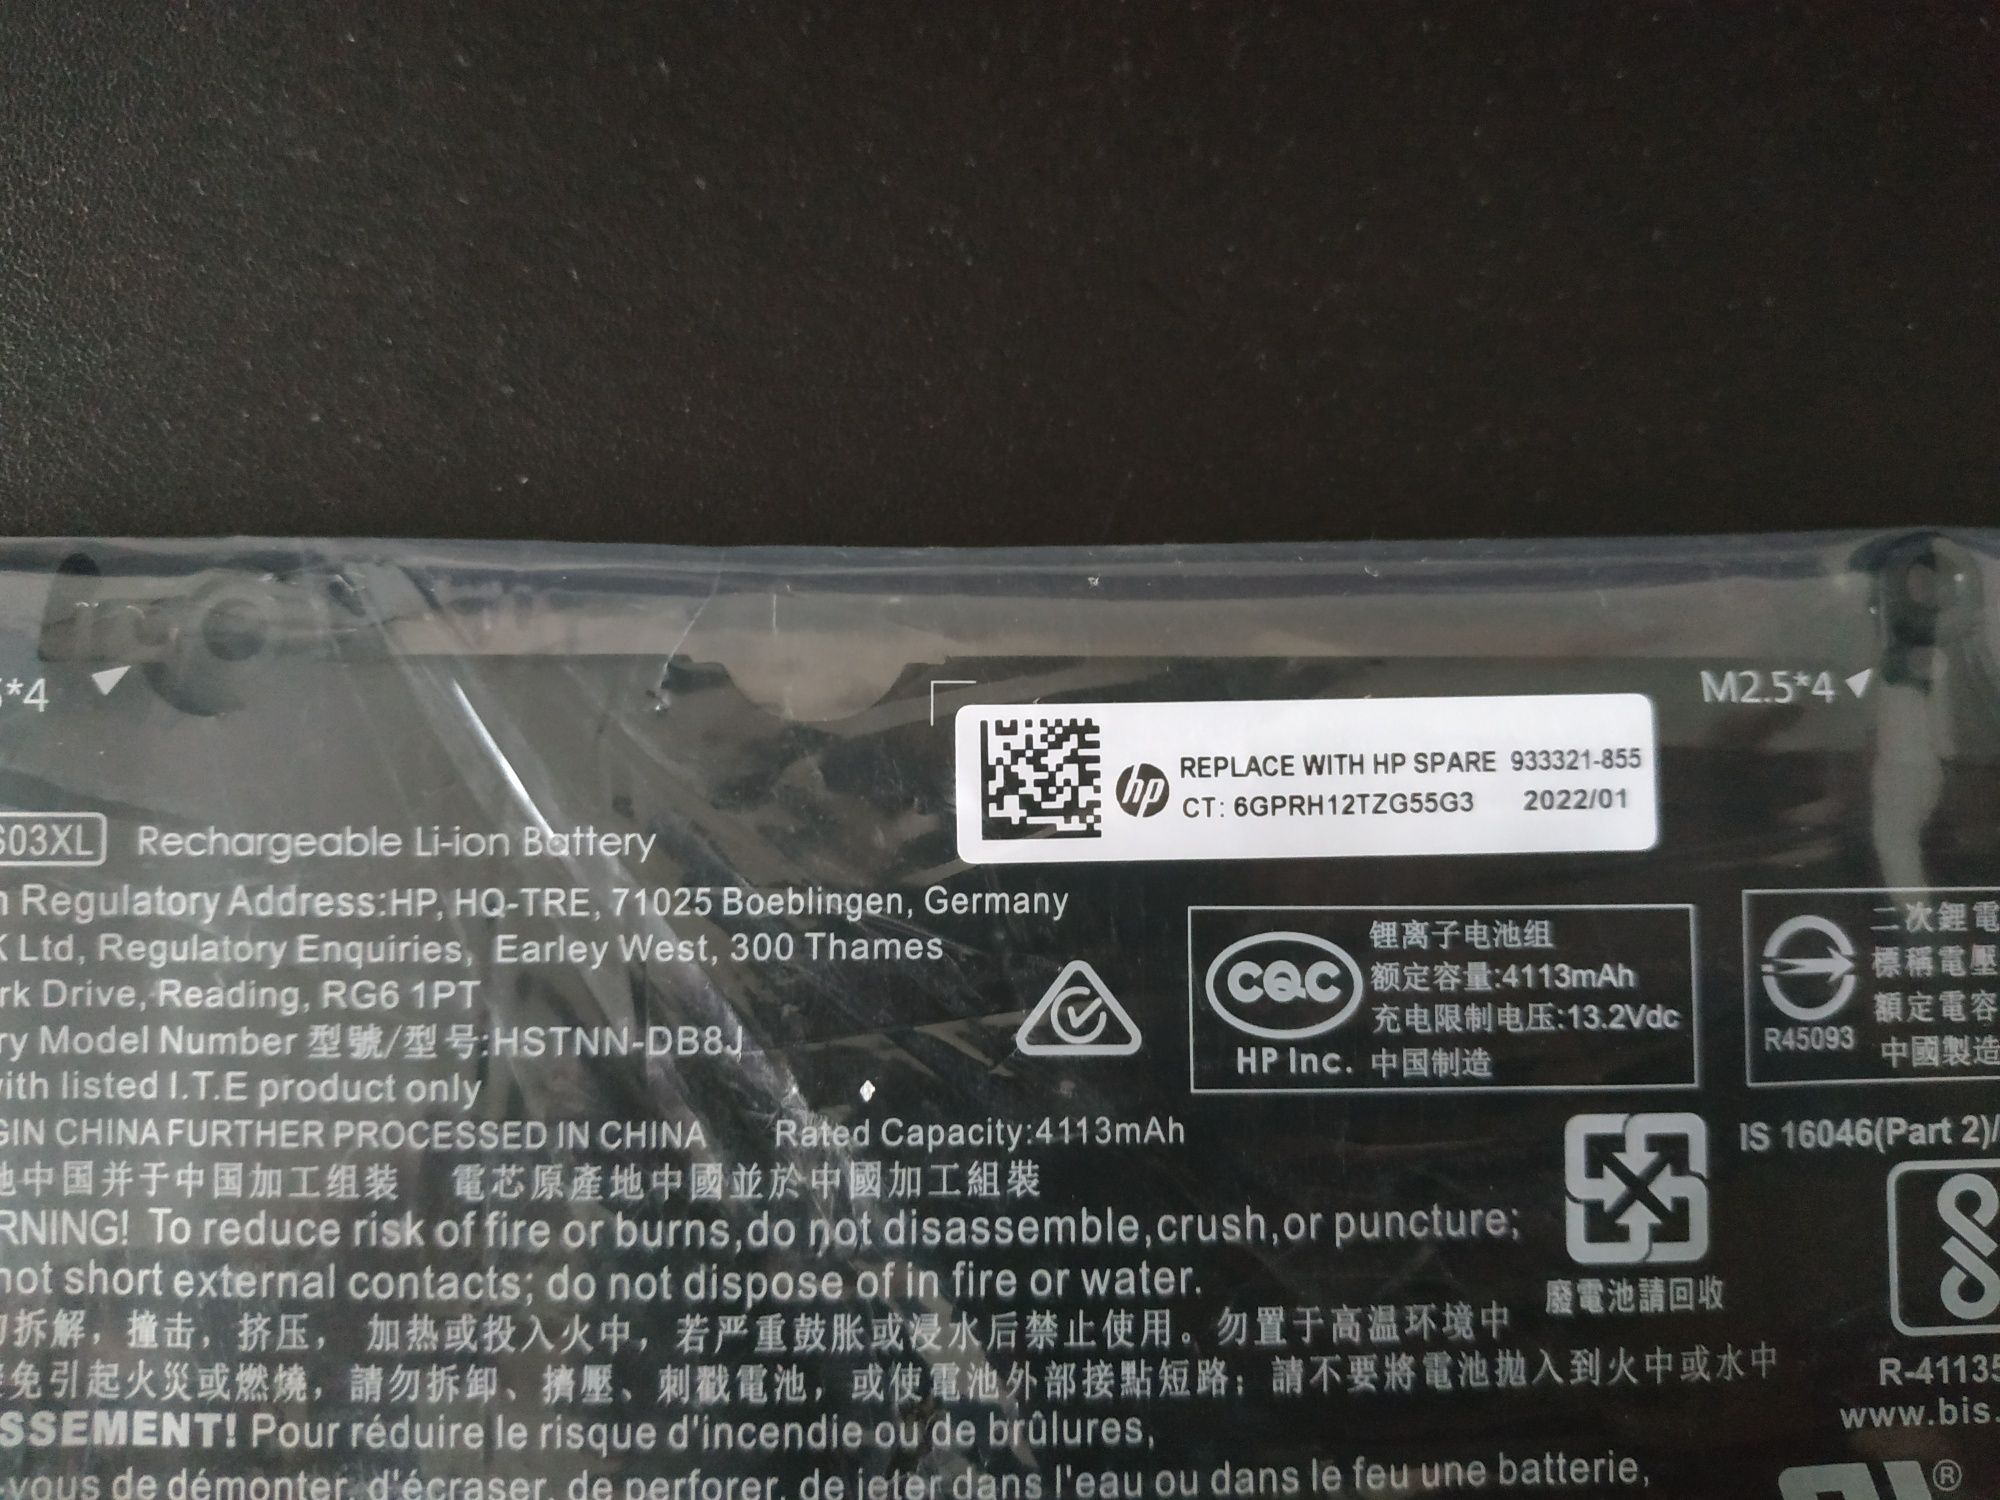 *4
M2.5*4
hp REPLACE WITH HP SPARE 933321-855
CT: 6GPRH12TZG55G3 2022/01
S03XL Rechargeable Li-ion Battery
n Regulatory Address:HP, HQ-TRE, 71025 Boeblingen, Germany
K Ltd, Regulatory Enquiries, Earley West, 300 Thames
rk Drive, Reading, RG6 1PT
ry Model Number 型號/型号:HSTNN-DB8J
with listed I.T.E product only
GIN CHINA FURTHER PROCESSED IN CHINA Rated Capacity:4113mAh
地中国并于中国加工组装 電芯原產地中國並於中國加工組裝
CQC
HP Inc.
锂离子电池组
额定容量:4113mAh
充电限制电压:13.2Vdc
中国制造
R45093
二次鋰電
標稱電壓
額定電容
中國製造
IS 16046(Part 2)/
廢電池請回收
RNING! To reduce risk of fire or burns,do not disassemble,crush,or puncture;
not short external contacts; do not dispose of in fire or water.
勿拆解，撞击，挤压， 加热或投入火中，若严重鼓胀或浸水后禁止使用。勿置于高温环境中
避免引起火災或燃燒，請勿拆卸、擠壓、刺戳電池，或使電池外部接點短路；請不要將電池拋入到火中或水中
R-41135
www.bis.
SSEMENT! Pour réduire le risque d'incendie ou de brûlures,
-vous de démonter, d'écraser, de perforer, de jeter dans l'eau ou dans le feu une batterie,
®